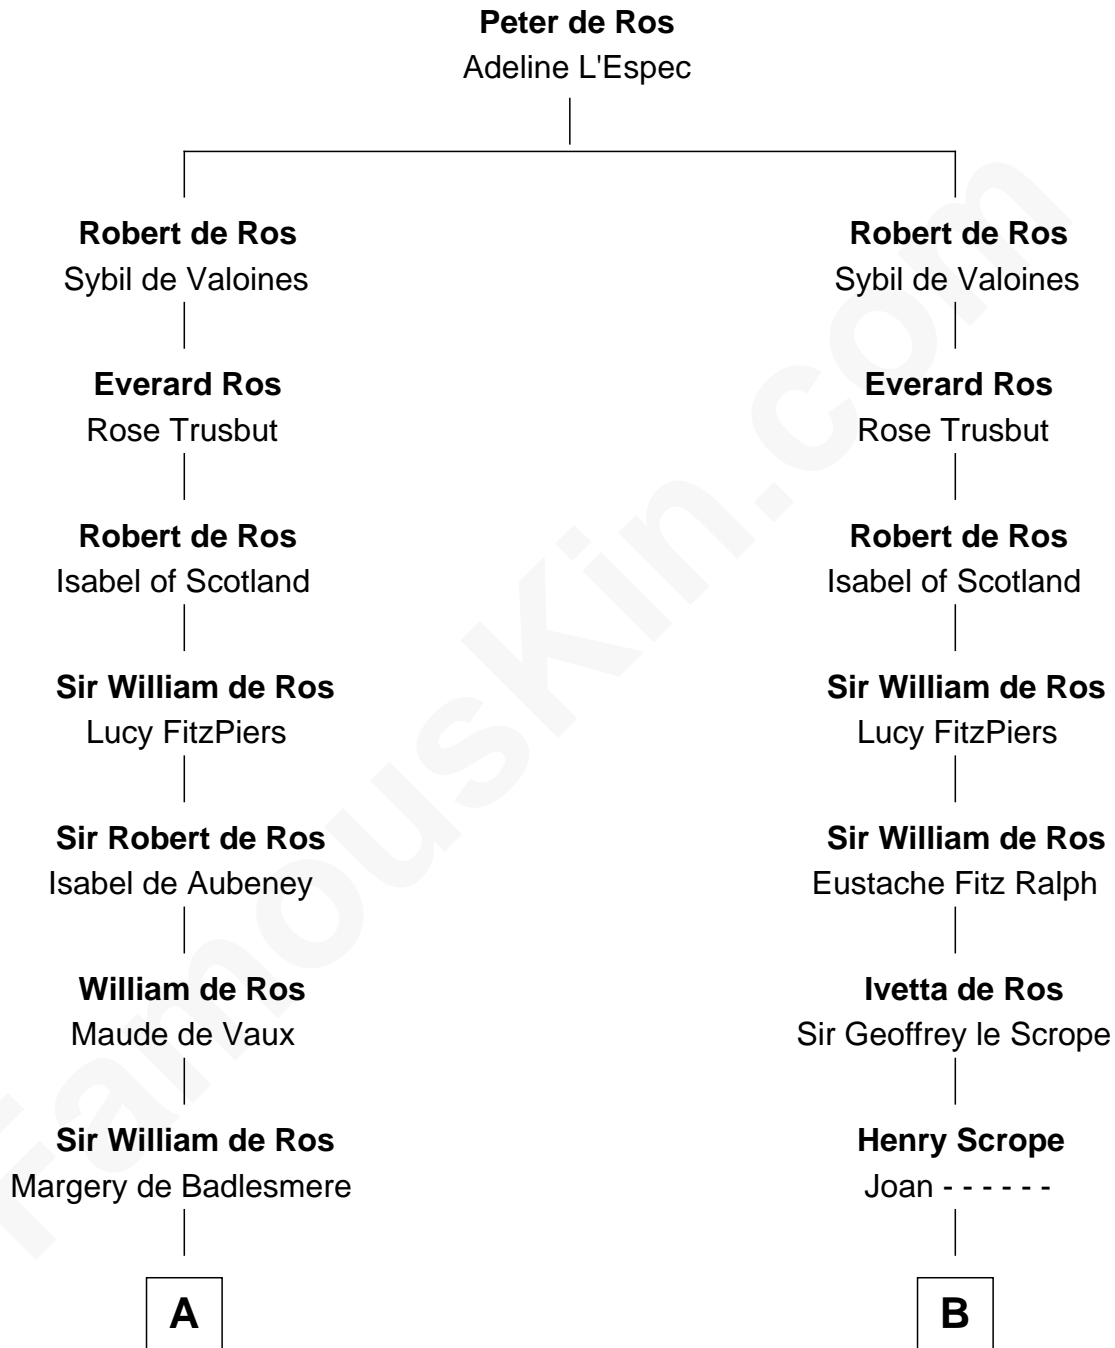 Peter de Ros
Adeline L'Espec
Robert de Ros
Sybil de Valoines
Everard Ros
Rose Trusbut
Robert de Ros
Isabel of Scotland
Sir William de Ros
Lucy FitzPiers
Sir Robert de Ros
Isabel de Aubeney
William de Ros
Maude de Vaux
Sir William de Ros
Margery de Badlesmere
A
Robert de Ros
Sybil de Valoines
Everard Ros
Rose Trusbut
Robert de Ros
Isabel of Scotland
Sir William de Ros
Lucy FitzPiers
Sir William de Ros
Eustache Fitz Ralph
Ivetta de Ros
Sir Geoffrey le Scrope
Henry Scrope
Joan - - - - - -
B
FamousKin.com